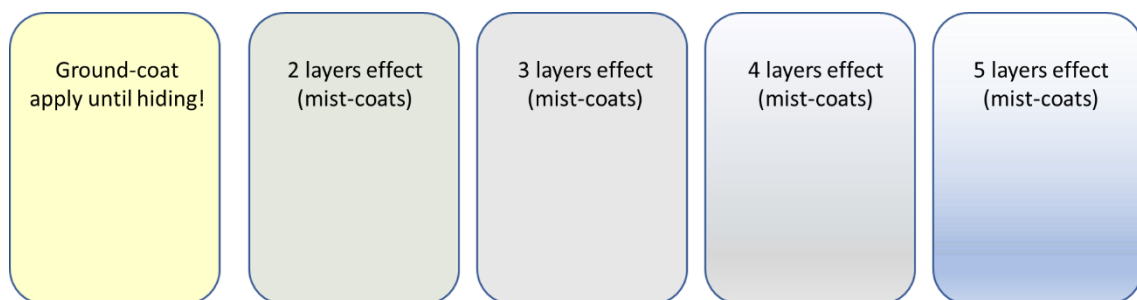 Ground-coat
apply until hiding!
2 layers effect
(mist-coats)
3 layers effect
(mist-coats)
4 layers effect
(mist-coats)
5 layers effect
(mist-coats)